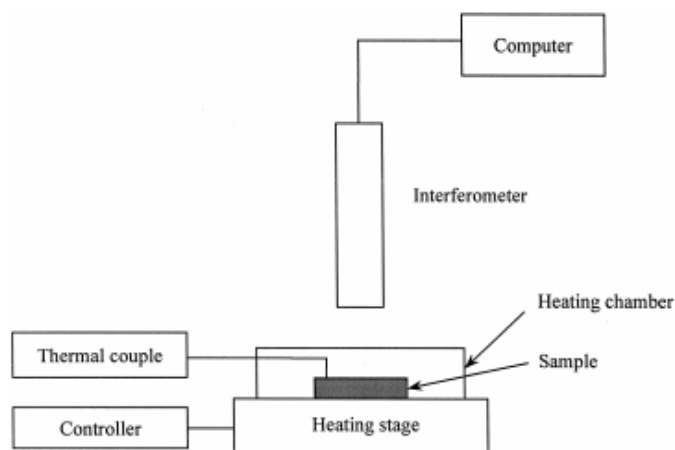 Computer
Interferometer
Heating chamber
Thermal couple
Sample
Controller
Heating stage